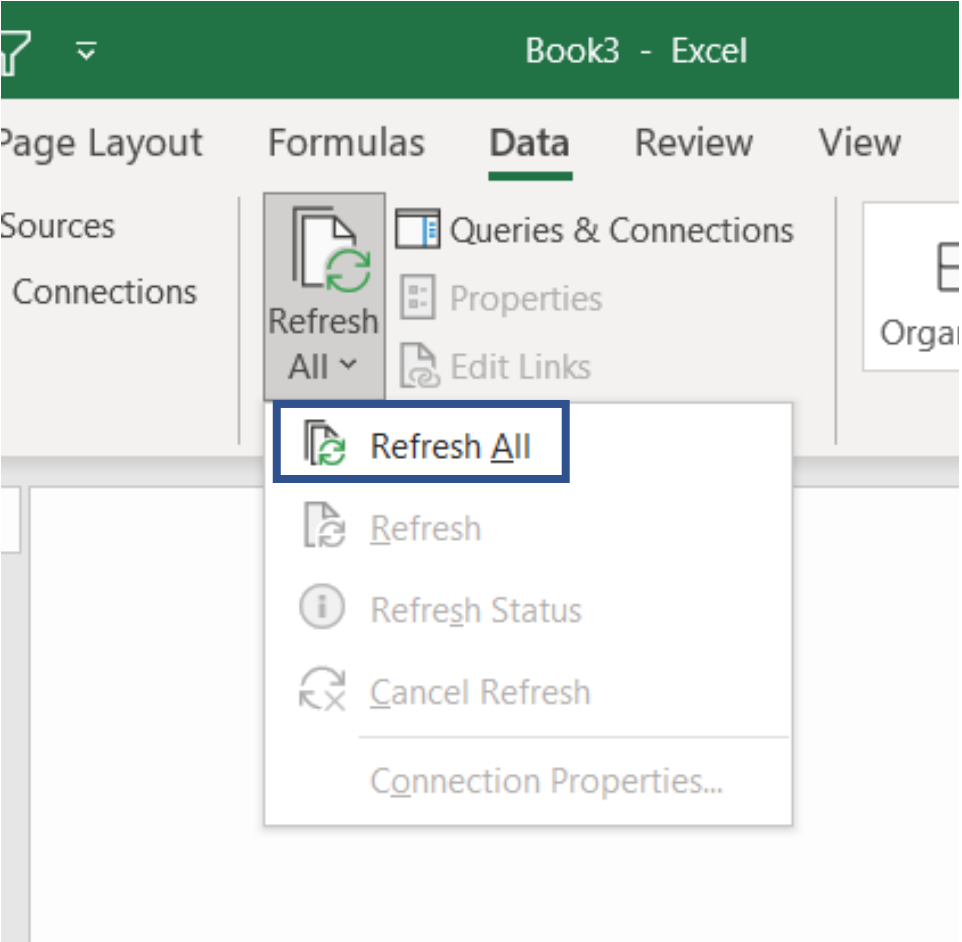 Book3 - Excel
Page Layout Formulas Data Review View
Sources
Connections
Refresh
All
Queries & Connections
Properties
Edit Links
Refresh All
Refresh
Refresh Status
Cancel Refresh
Connection Properties...